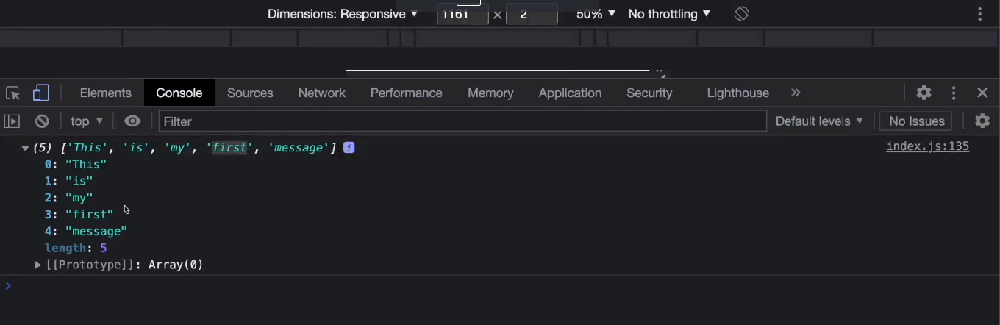 Dimensions: Responsive ▼ 1161 × 2 50% ▼ No throttling ▼
Elements Console Sources Network Performance Memory Application Security Lighthouse »
top ▼ Filter Default levels ▼ No Issues
▼(5) ['This', 'is', 'my', 'first', 'message'] i index.js:135
0: "This"
1: "is"
2: "my"
3: "first"
4: "message"
length: 5
▶[[Prototype]]: Array(0)
>